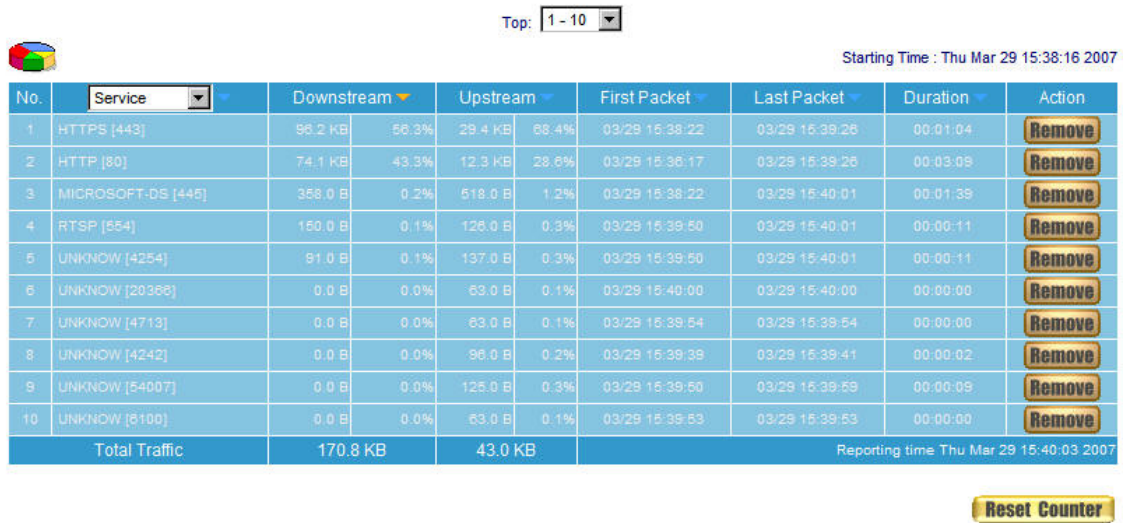 Top: 1 - 10
Starting Time : Thu Mar 29 15:38:16 2007
No. Service Downstream Upstream First Packet Last Packet Duration Action
1 HTTPS [443] 96.2 KB 56.3% 29.4 KB 68.4% 03/29 15:38:22 03/29 15:39:26 00:01:04 Remove
2 HTTP [80] 74.1 KB 43.3% 12.3 KB 28.6% 03/29 15:36:17 03/29 15:39:26 00:03:09 Remove
3 MICROSOFT-DS [445] 358.0 B 0.2% 518.0 B 1.2% 03/29 15:38:22 03/29 15:40:01 00:01:39 Remove
4 RTSP [554] 150.0 B 0.1% 126.0 B 0.3% 03/29 15:39:50 03/29 15:40:01 00:00:11 Remove
5 UNKNOW [4254] 91.0 B 0.1% 137.0 B 0.3% 03/29 15:39:50 03/29 15:40:01 00:00:11 Remove
6 UNKNOW [20366] 0.0 B 0.0% 63.0 B 0.1% 03/29 15:40:00 03/29 15:40:00 00:00:00 Remove
7 UNKNOW [4713] 0.0 B 0.0% 63.0 B 0.1% 03/29 15:39:54 03/29 15:39:54 00:00:00 Remove
8 UNKNOW [4242] 0.0 B 0.0% 96.0 B 0.2% 03/29 15:39:39 03/29 15:39:41 00:00:02 Remove
9 UNKNOW [54007] 0.0 B 0.0% 125.0 B 0.3% 03/29 15:39:50 03/29 15:39:59 00:00:09 Remove
10 UNKNOW [6100] 0.0 B 0.0% 63.0 B 0.1% 03/29 15:39:53 03/29 15:39:53 00:00:00 Remove
Total Traffic 170.8 KB 43.0 KB Reporting time Thu Mar 29 15:40:03 2007
Reset Counter